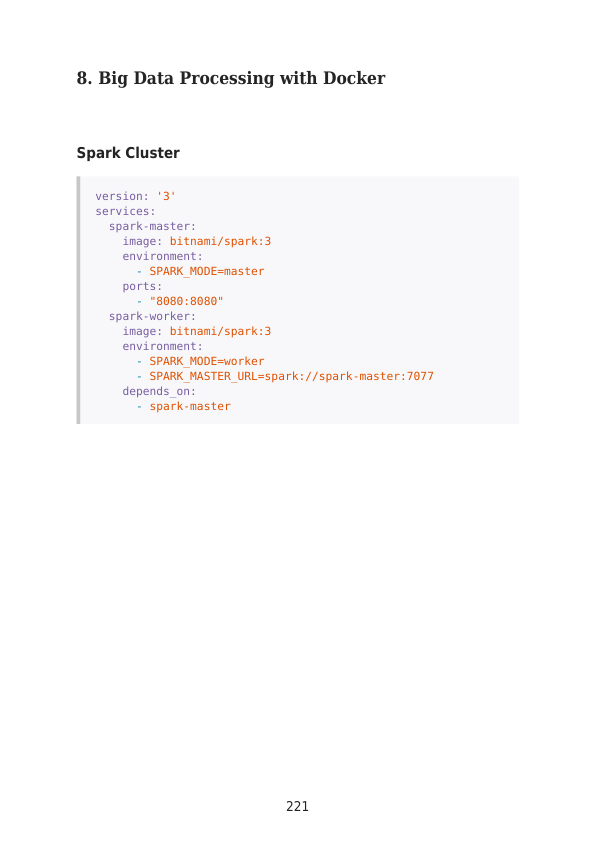 8. Big Data Processing with Docker
Spark Cluster
version: '3'
services:
  spark-master:
    image: bitnami/spark:3
    environment:
      - SPARK_MODE=master
    ports:
      - "8080:8080"
  spark-worker:
    image: bitnami/spark:3
    environment:
      - SPARK_MODE=worker
      - SPARK_MASTER_URL=spark://spark-master:7077
    depends_on:
      - spark-master
221